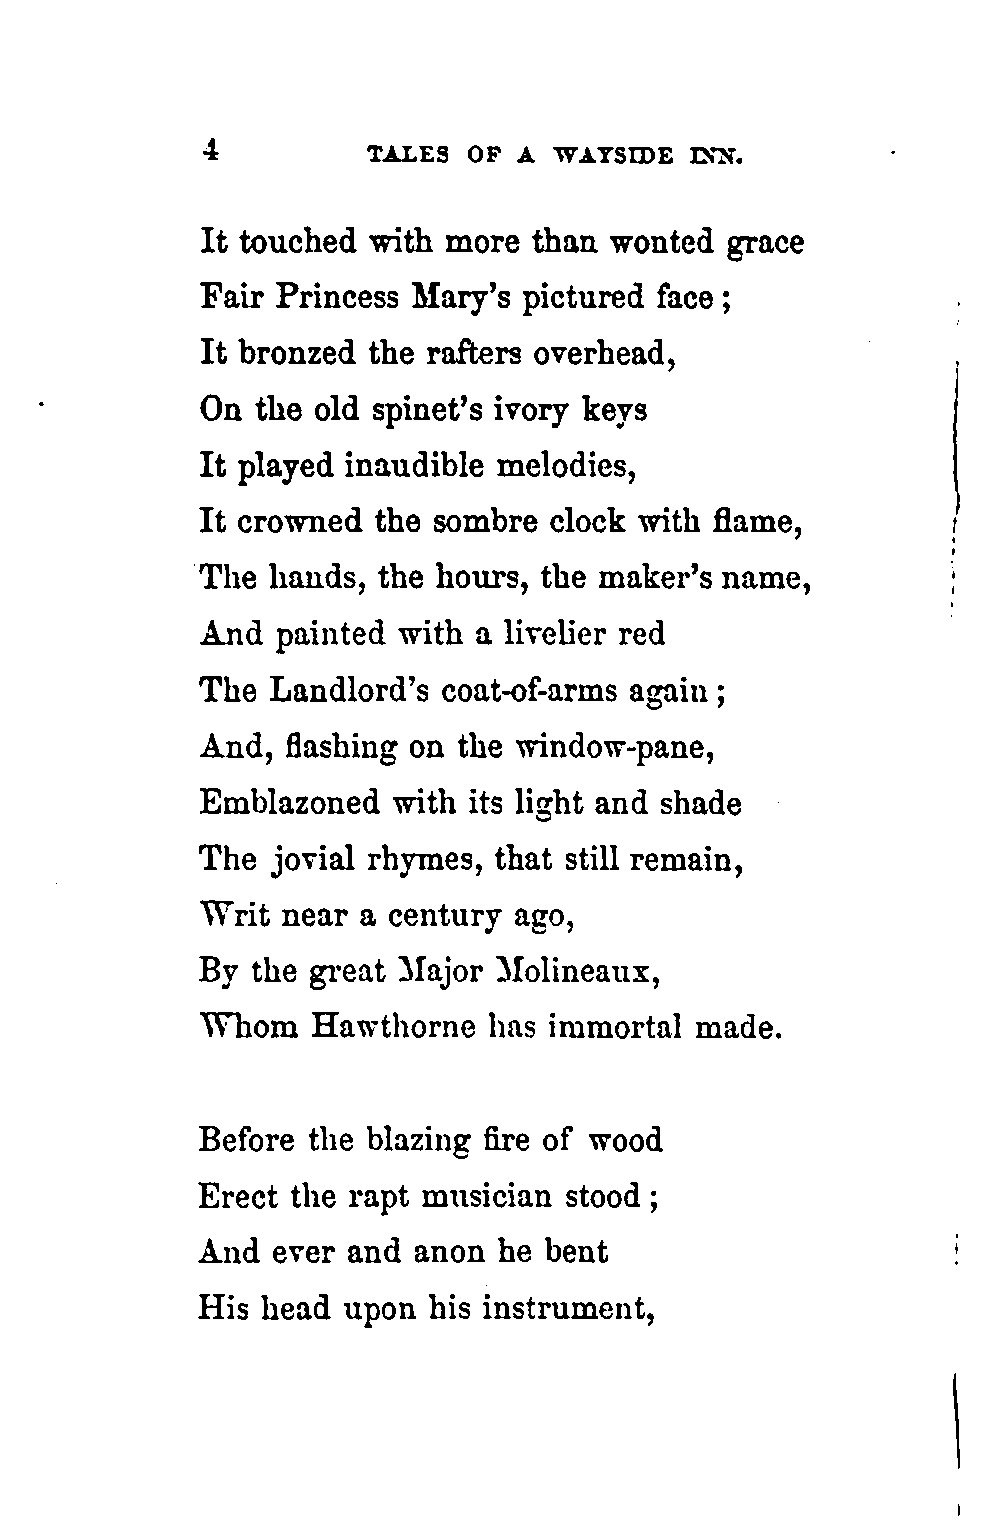 4 TALES OF A WAYSIDE INN.
It touched with more than wonted grace
Fair Princess Mary's pictured face;
It bronzed the rafters overhead,
On the old spinet's ivory keys
It played inaudible melodies,
It crowned the sombre clock with flame,
The hands, the hours, the maker's name,
And painted with a livelier red
The Landlord's coat-of-arms again;
And, flashing on the window-pane,
Emblazoned with its light and shade
The jovial rhymes, that still remain,
Writ near a century ago,
By the great Major Molineaux,
Whom Hawthorne has immortal made.
Before the blazing fire of wood
Erect the rapt musician stood;
And ever and anon he bent
His head upon his instrument,